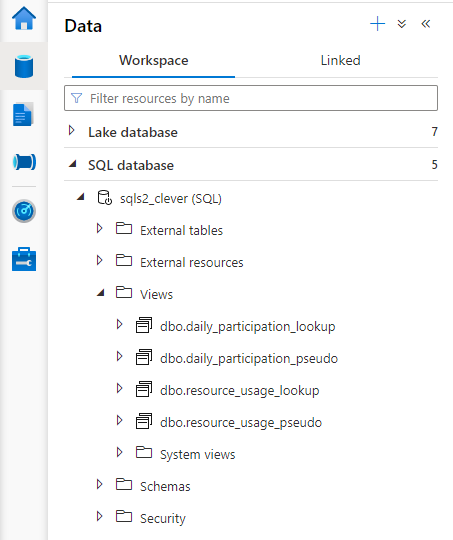 Data
Workspace Linked
Filter resources by name
Lake database 7
SQL database 5
sqls2_clever (SQL)
External tables
External resources
Views
dbo.daily_participation_lookup
dbo.daily_participation_pseudo
dbo.resource_usage_lookup
dbo.resource_usage_pseudo
System views
Schemas
Security